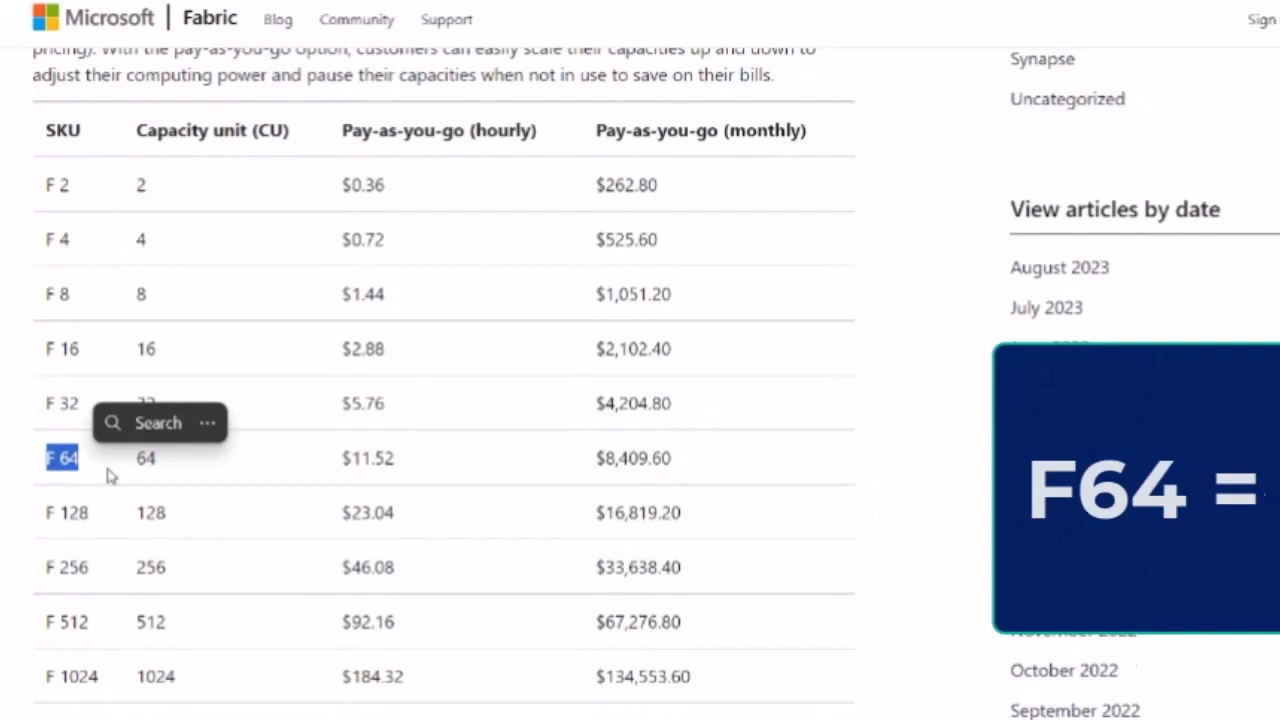 Microsoft | Fabric Blog Community Support Sign
pricing). With the pay-as-you-go option, customers can easily scale their capacities up and down to
adjust their computing power and pause their capacities when not in use to save on their bills.
SKU Capacity unit (CU) Pay-as-you-go (hourly) Pay-as-you-go (monthly)
F 2 2 $0.36 $262.80
F 4 4 $0.72 $525.60
F 8 8 $1.44 $1,051.20
F 16 16 $2.88 $2,102.40
F 32 32 $5.76 $4,204.80
Search ...
F 64 64 $11.52 $8,409.60
F 128 128 $23.04 $16,819.20
F 256 256 $46.08 $33,638.40
F 512 512 $92.16 $67,276.80
F 1024 1024 $184.32 $134,553.60
Synapse
Uncategorized
View articles by date
August 2023
July 2023
F64 =
November 2022
October 2022
September 2022